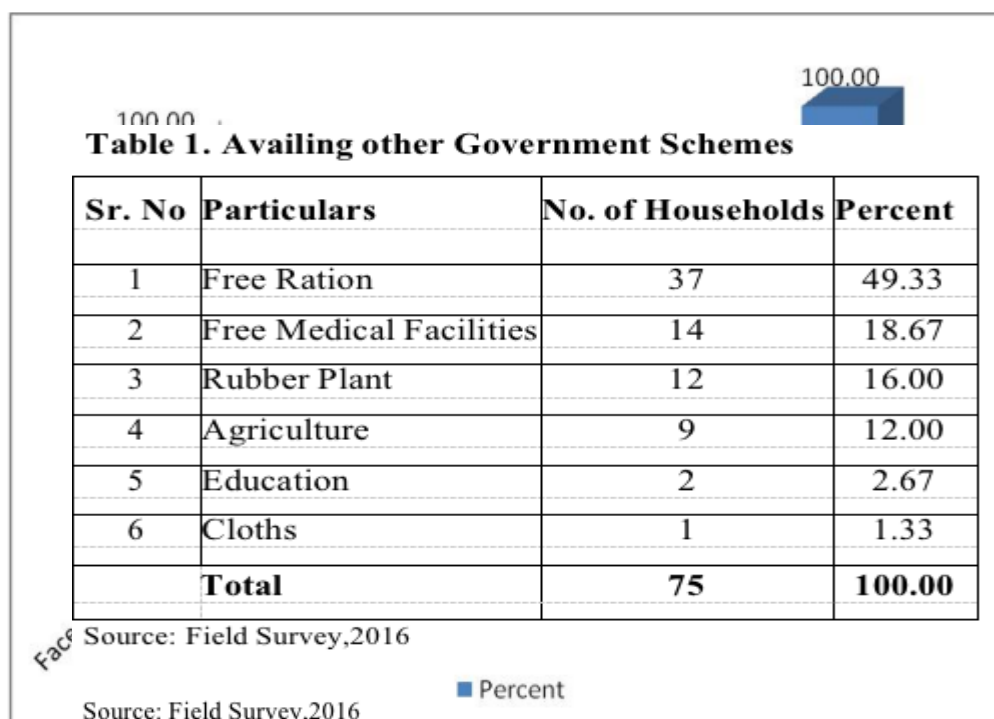 100.00
100.00
Table 1. Availing other Government Schemes
Sr. No Particulars No. of Households Percent
1 Free Ration 37 49.33
2 Free Medical Facilities 14 18.67
3 Rubber Plant 12 16.00
4 Agriculture 9 12.00
5 Education 2 2.67
6 Cloths 1 1.33
Total 75 100.00
Source: Field Survey,2016
Face
Percent
Source: Field Survey,2016